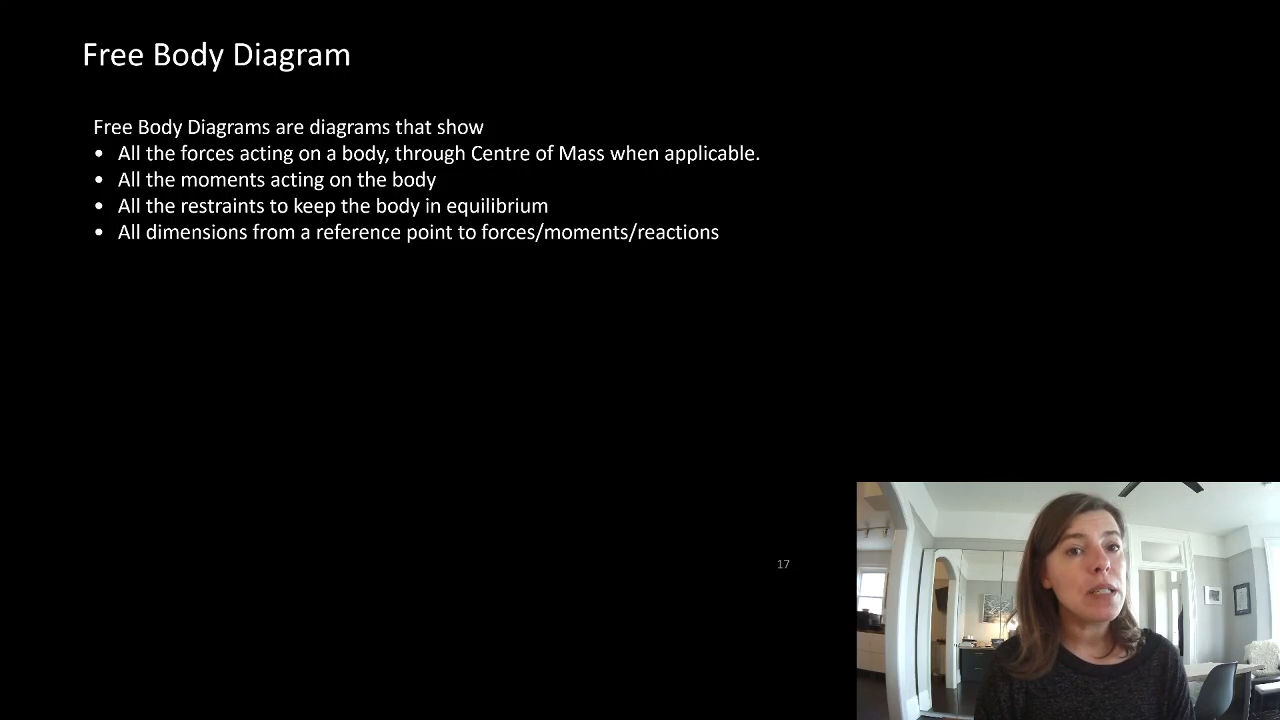 Free Body Diagram
Free Body Diagrams are diagrams that show
• All the forces acting on a body, through Centre of Mass when applicable.
• All the moments acting on the body
• All the restraints to keep the body in equilibrium
• All dimensions from a reference point to forces/moments/reactions
17